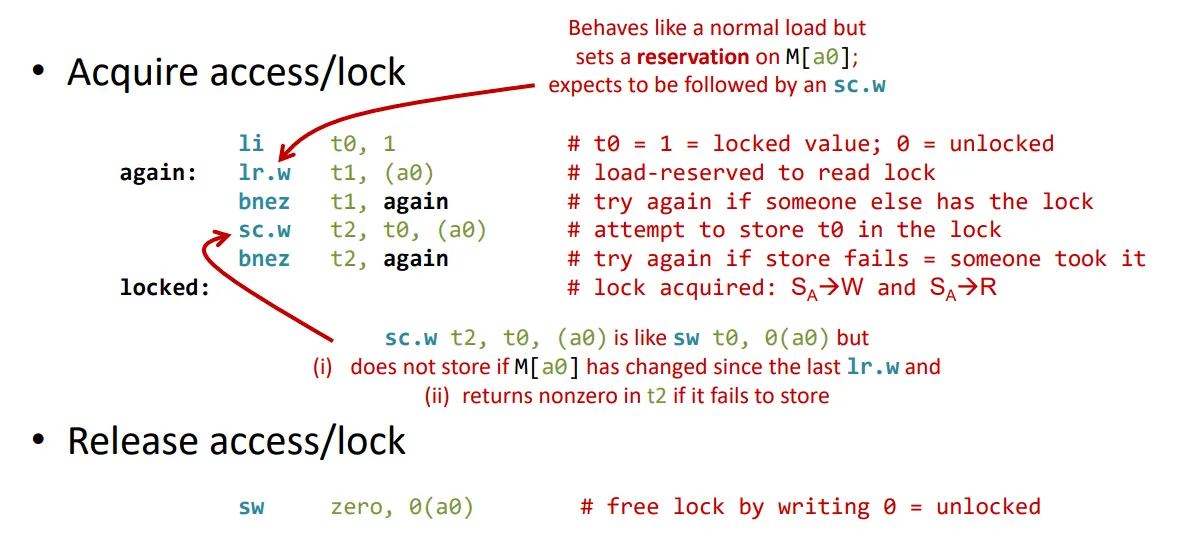 Behaves like a normal load but
sets a reservation on M[a0];
expects to be followed by an sc.w
• Acquire access/lock
li t0, 1 # t0 = 1 = locked value; 0 = unlocked
again: lr.w t1, (a0) # load-reserved to read lock
bnez t1, again # try again if someone else has the lock
sc.w t2, t0, (a0) # attempt to store t0 in the lock
bnez t2, again # try again if store fails = someone took it
locked: # lock acquired: SA→W and SA→R
sc.w t2, t0, (a0) is like sw t0, 0(a0) but
(i) does not store if M[a0] has changed since the last lr.w and
(ii) returns nonzero in t2 if it fails to store
• Release access/lock
sw zero, 0(a0) # free lock by writing 0 = unlocked